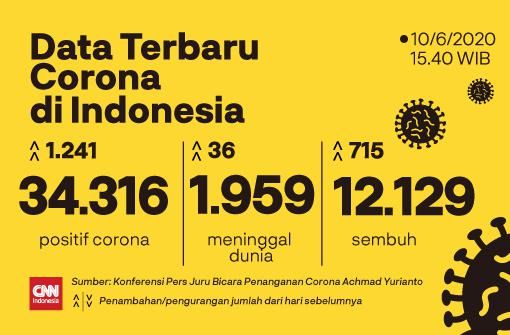 Data Terbaru
Corona
di Indonesia
10/6/2020
15.40 WIB
1.241
34.316
positif corona
36
1.959
meninggal
dunia
715
12.129
sembuh
CNN
Indonesia
Sumber: Konferensi Pers Juru Bicara Penanganan Corona Achmad Yurianto
Penambahan/pengurangan jumlah dari hari sebelumnya